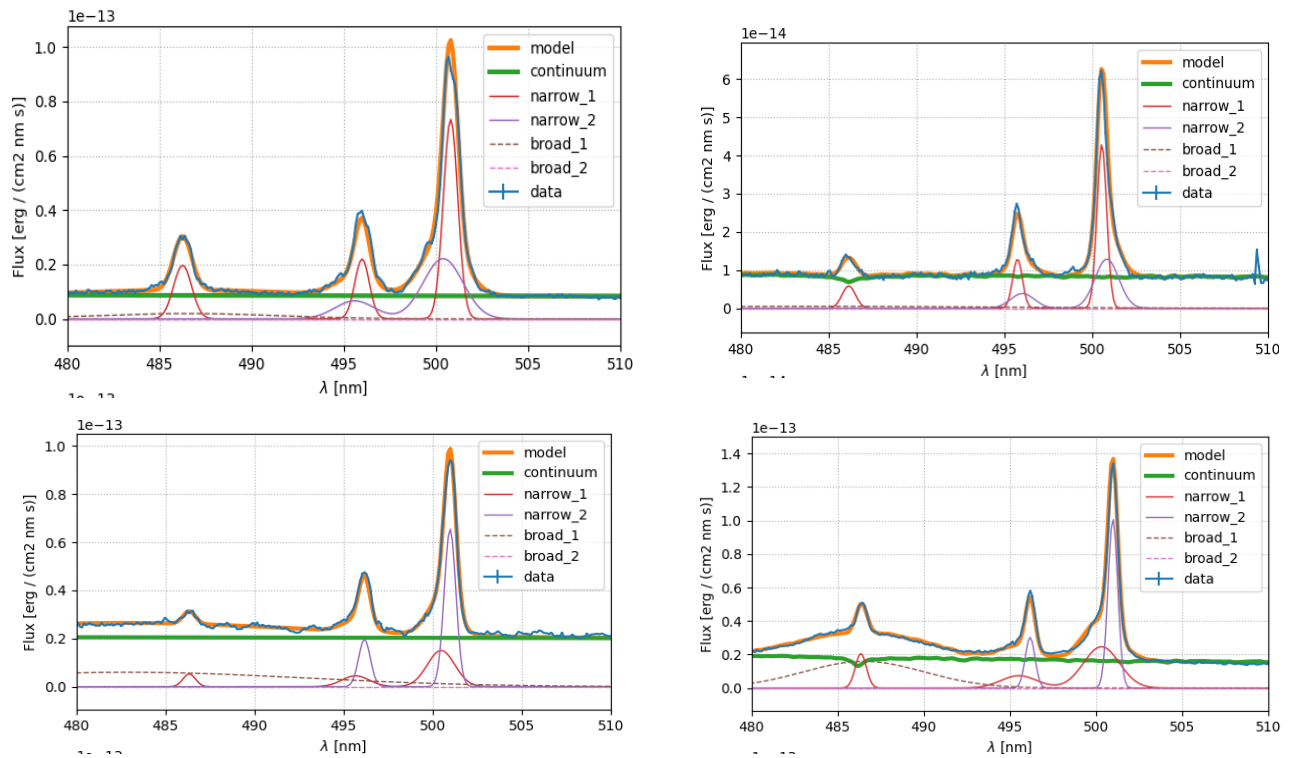 1e−13
Flux [erg / (cm2 nm s)]
1.0
0.8
0.6
0.4
0.2
0.0
model
continuum
narrow_1
narrow_2
broad_1
broad_2
data
480 485 490 495 500 505 510
λ [nm]
1e−14
Flux [erg / (cm2 nm s)]
6
5
4
3
2
1
0
model
continuum
narrow_1
narrow_2
broad_1
broad_2
data
480 485 490 495 500 505 510
λ [nm]
1e−13
Flux [erg / (cm2 nm s)]
1.0
0.8
0.6
0.4
0.2
0.0
model
continuum
narrow_1
narrow_2
broad_1
broad_2
data
480 485 490 495 500 505 510
λ [nm]
1e−13
Flux [erg / (cm2 nm s)]
1.4
1.2
1.0
0.8
0.6
0.4
0.2
0.0
model
continuum
narrow_1
narrow_2
broad_1
broad_2
data
480 485 490 495 500 505 510
λ [nm]